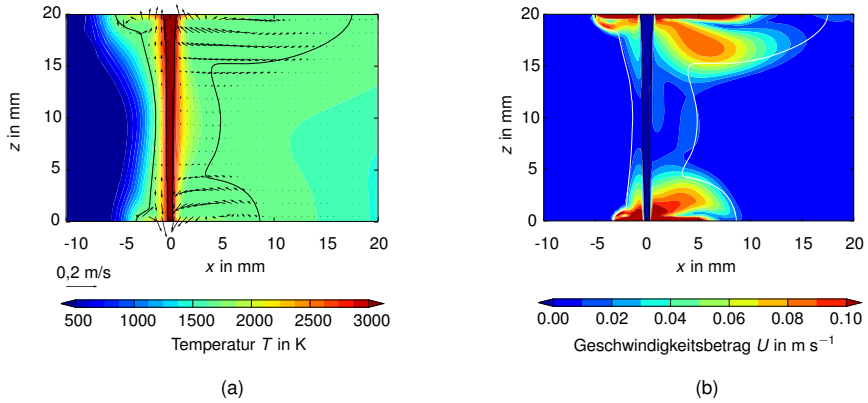 20
15
10
5
0
z in mm
-10 -5 0 5 10 15 20
x in mm
0,2 m/s
500 1000 1500 2000 2500 3000
Temperatur T in K
(a)
20
15
10
5
0
z in mm
-10 -5 0 5 10 15 20
x in mm
0.00 0.02 0.04 0.06 0.08 0.10
Geschwindigkeitsbetrag U in m s⁻¹
(b)